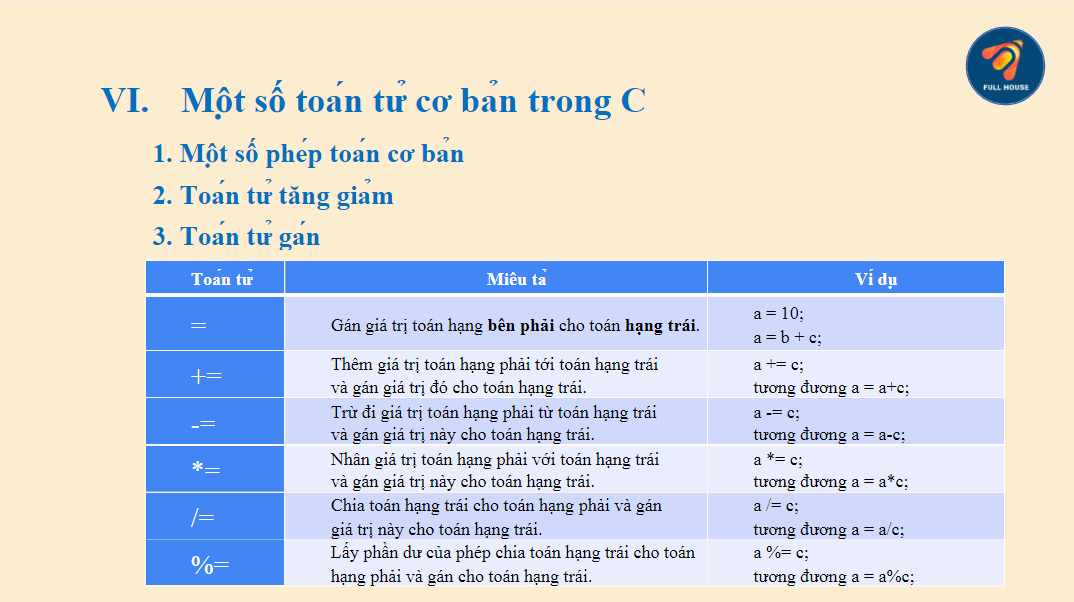 FULL HOUSE
VI. Một số toán tử cơ bản trong C
1. Một số phép toán cơ bản
2. Toán tử tăng giảm
3. Toán tử gán
Toán tử Miêu tả Ví dụ
= Gán giá trị toán hạng bên phải cho toán hạng trái. a = 10;
a = b + c;
+= Thêm giá trị toán hạng phải tới toán hạng trái a += c;
và gán giá trị đó cho toán hạng trái. tương đương a = a+c;
-= Trừ đi giá trị toán hạng phải từ toán hạng trái a -= c;
và gán giá trị này cho toán hạng trái. tương đương a = a-c;
*= Nhân giá trị toán hạng phải với toán hạng trái a *= c;
và gán giá trị này cho toán hạng trái. tương đương a = a*c;
/= Chia toán hạng trái cho toán hạng phải và gán a /= c;
giá trị này cho toán hạng trái. tương đương a = a/c;
%= Lấy phần dư của phép chia toán hạng trái cho toán a %= c;
hạng phải và gán cho toán hạng trái. tương đương a = a%c;